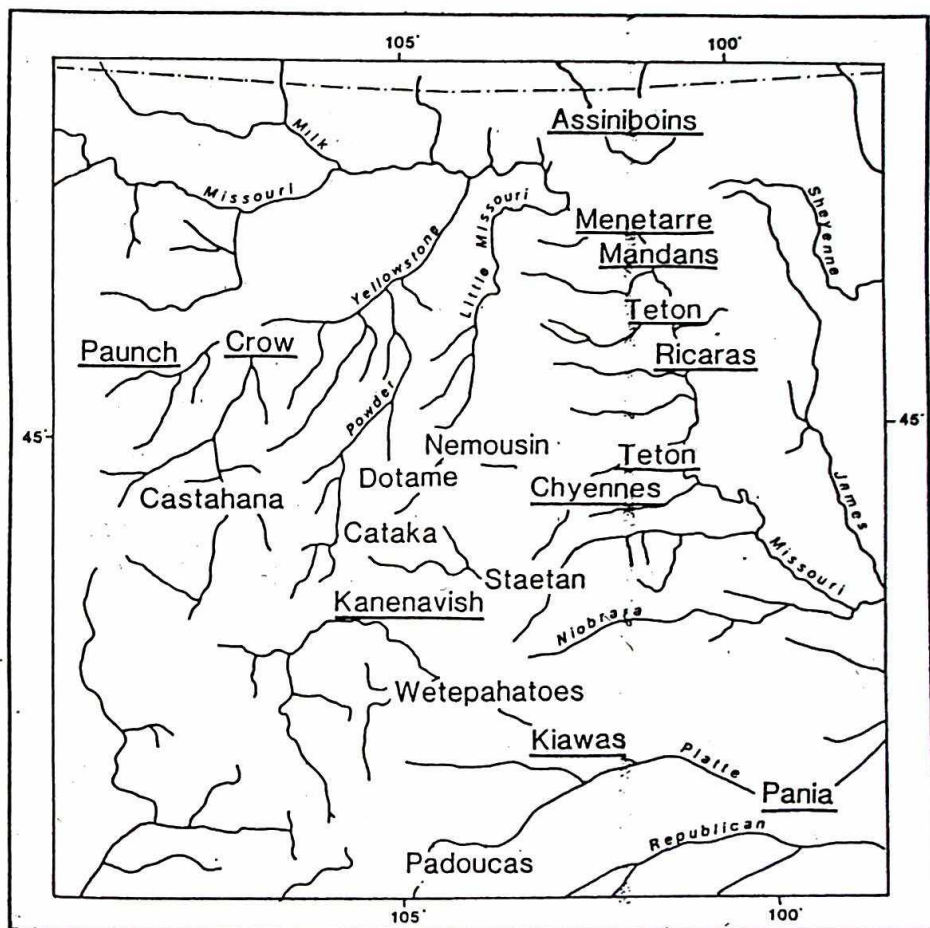 105°
100°
Assiniboins
Milk
Missouri
Sheyenne
Missouri
Menetarre
Mandans
Yellowstone
Little
Teton
Crow
Paunch
Ricaras
Powder
45°
45°
Nemousin
Teton
Dotame
Chyennes
James
Castahana
Cataka
Missouri
Staetan
Kanenavish
Niobrara
Wetepahatoes
Kiawas
Platte
Pania
Republican
Padoucas
105°
100°